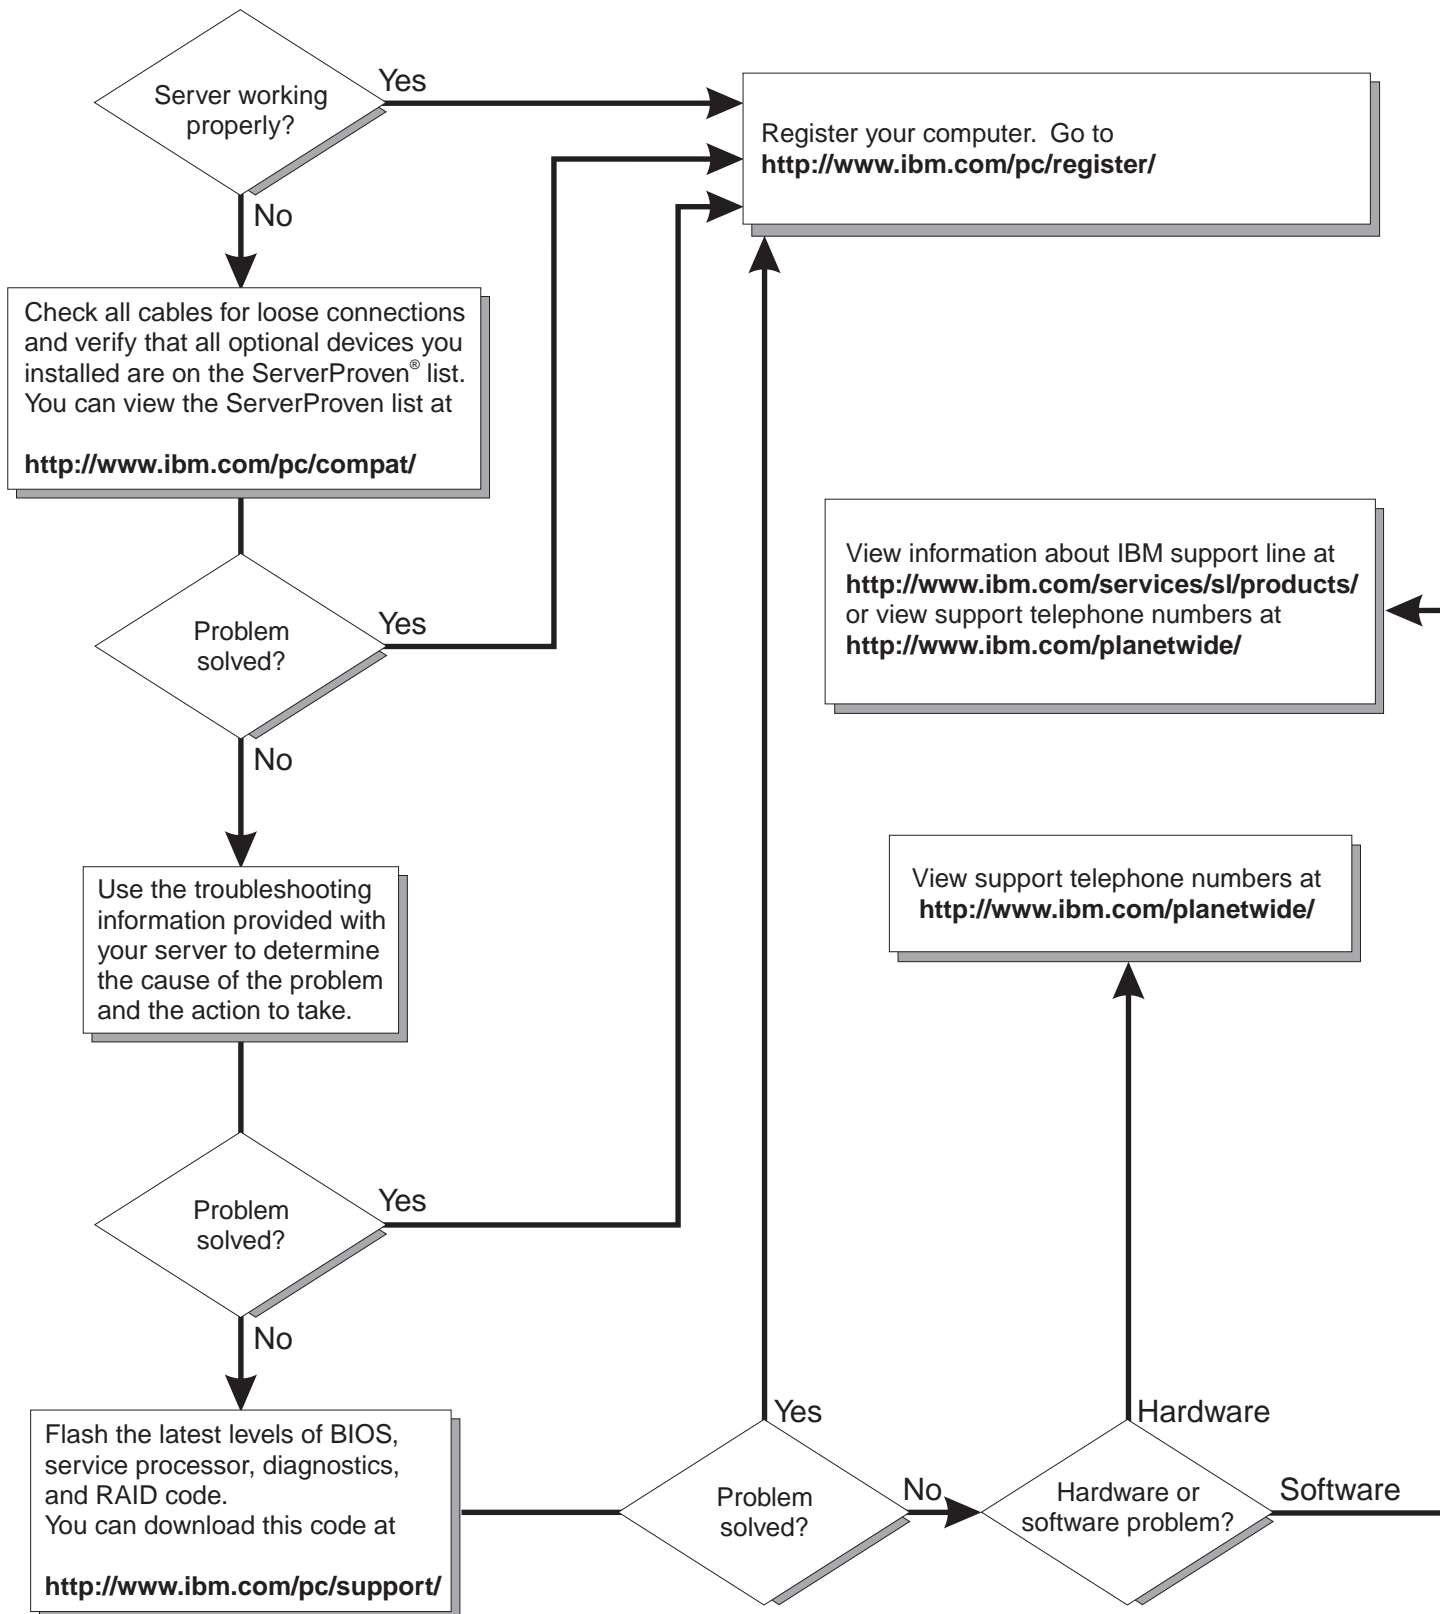 Server working
properly?
Yes
No
Register your computer.  Go to
http://www.ibm.com/pc/register/
Check all cables for loose connections
and verify that all optional devices you
installed are on the ServerProven® list.
You can view the ServerProven list at
http://www.ibm.com/pc/compat/
Problem
solved?
Yes
No
View information about IBM support line at
http://www.ibm.com/services/sl/products/
or view support telephone numbers at
http://www.ibm.com/planetwide/
Use the troubleshooting
information provided with
your server to determine
the cause of the problem
and the action to take.
View support telephone numbers at
http://www.ibm.com/planetwide/
Problem
solved?
Yes
No
Flash the latest levels of BIOS,
service processor, diagnostics,
and RAID code.
You can download this code at
http://www.ibm.com/pc/support/
Problem
solved?
Yes
No
Hardware or
software problem?
Hardware
Software